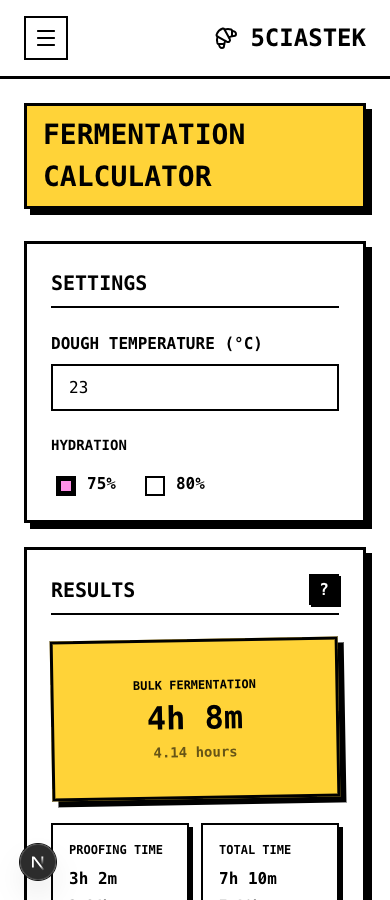 5CIASTEK
FERMENTATION
CALCULATOR
SETTINGS
DOUGH TEMPERATURE (°C)
23
HYDRATION
75% 80%
RESULTS ?
BULK FERMENTATION
4h 8m
4.14 hours
PROOFING TIME TOTAL TIME
3h 2m 7h 10m
N